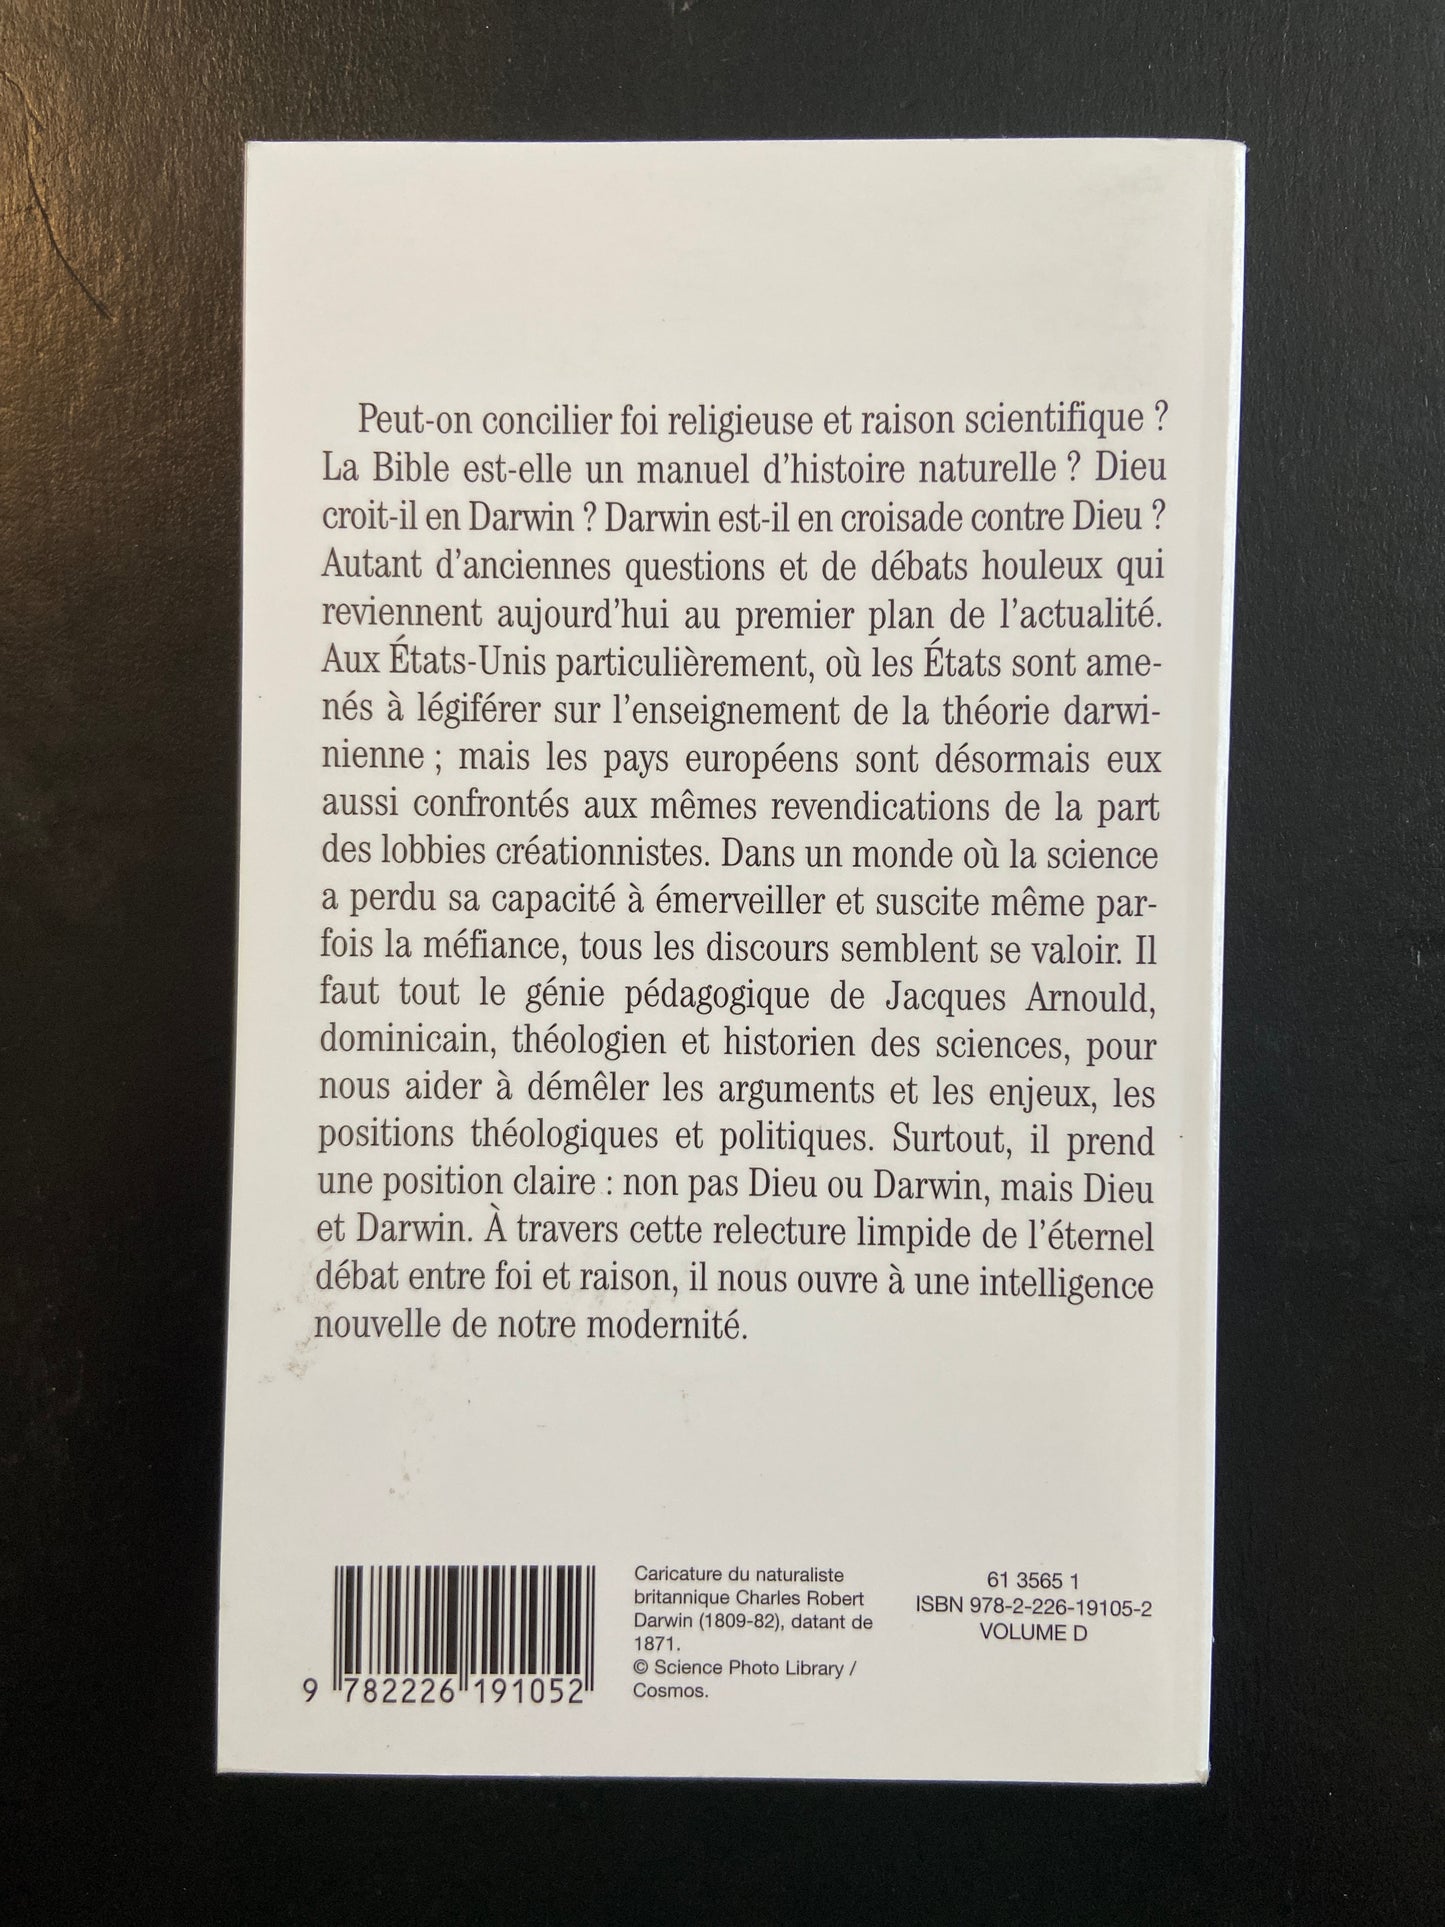 Peut-on concilier foi religieuse et raison scientifique ?
La Bible est-elle un manuel d'histoire naturelle ? Dieu
croit-il en Darwin ? Darwin est-il en croisade contre Dieu ?
Autant d'anciennes questions et de débats houleux qui
reviennent aujourd'hui au premier plan de l'actualité.
Aux États-Unis particulièrement, où les États sont ame-
nés à légiférer sur l'enseignement de la théorie darwi-
nienne ; mais les pays européens sont désormais eux
aussi confrontés aux mêmes revendications de la part
des lobbies créationnistes. Dans un monde où la science
a perdu sa capacité à émerveiller et suscite même par-
fois la méfiance, tous les discours semblent se valoir. Il
faut tout le génie pédagogique de Jacques Arnould,
dominicain, théologien et historien des sciences, pour
nous aider à démêler les arguments et les enjeux, les
positions théologiques et politiques. Surtout, il prend
une position claire : non pas Dieu ou Darwin, mais Dieu
et Darwin. À travers cette relecture limpide de l'éternel
débat entre foi et raison, il nous ouvre à une intelligence
nouvelle de notre modernité.
9 782226 191052
Caricature du naturaliste
britannique Charles Robert
Darwin (1809-82), datant de
1871.
© Science Photo Library /
Cosmos.
61 3565 1
ISBN 978-2-226-19105-2
VOLUME D